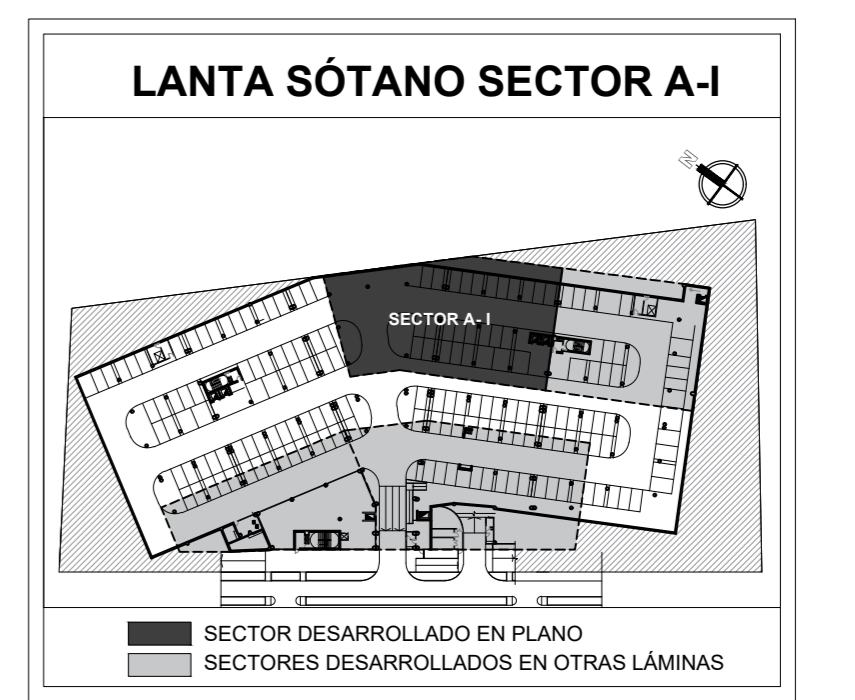 LANTA SÓTANO SECTOR A-I
N
SECTOR A- I
SECTOR DESARROLLADO EN PLANO
SECTORES DESARROLLADOS EN OTRAS LÁMINAS